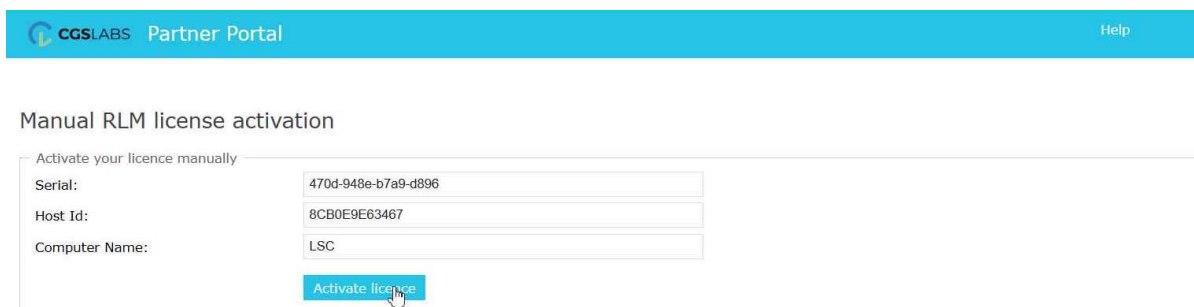 CGSLABS Partner Portal Help
Manual RLM license activation
Activate your licence manually
Serial: 470d-948e-b7a9-d896
Host Id: 8CB0E9E63467
Computer Name: LSC
Activate licence